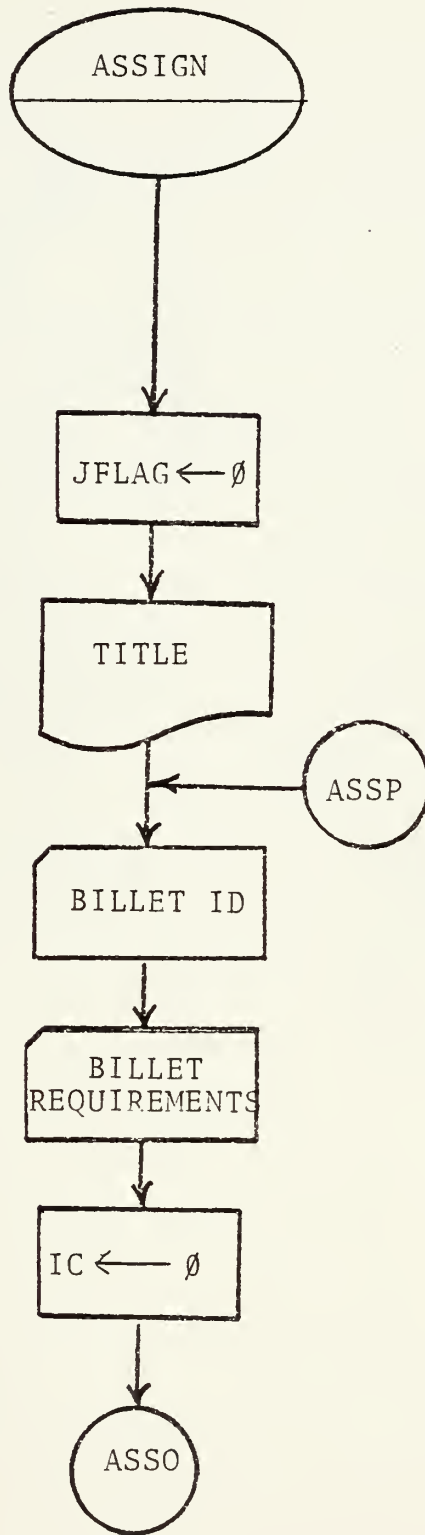 ASSIGN
JFLAG ← Ø
TITLE
ASSP
BILLET ID
BILLET
REQUIREMENTS
IC ← Ø
ASSO